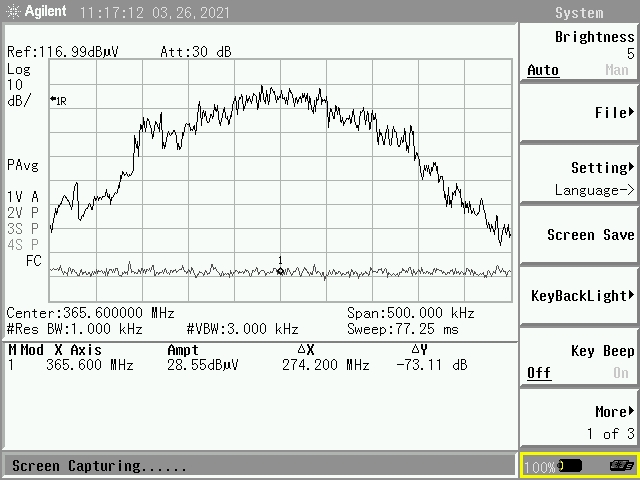 Agilent 11:17:12 03,26,2021 System
Ref:116.99dBµV Att:30 dB
Log
10
dB/
1R
PAvg
1V A
2V P
3S P
4S P
FC
1
Center:365.600000 MHz Span:500.000 kHz
#Res BW:1.000 kHz #VBW:3.000 kHz Sweep:77.25 ms
M Mod X Axis Ampt ΔX ΔY
1 365.600 MHz 28.55dBµV 274.200 MHz -73.11 dB
Screen Capturing......
Brightness
5
Auto Man
File
Setting
Language->
Screen Save
KeyBackLight
Key Beep
Off On
More
1 of 3
100%